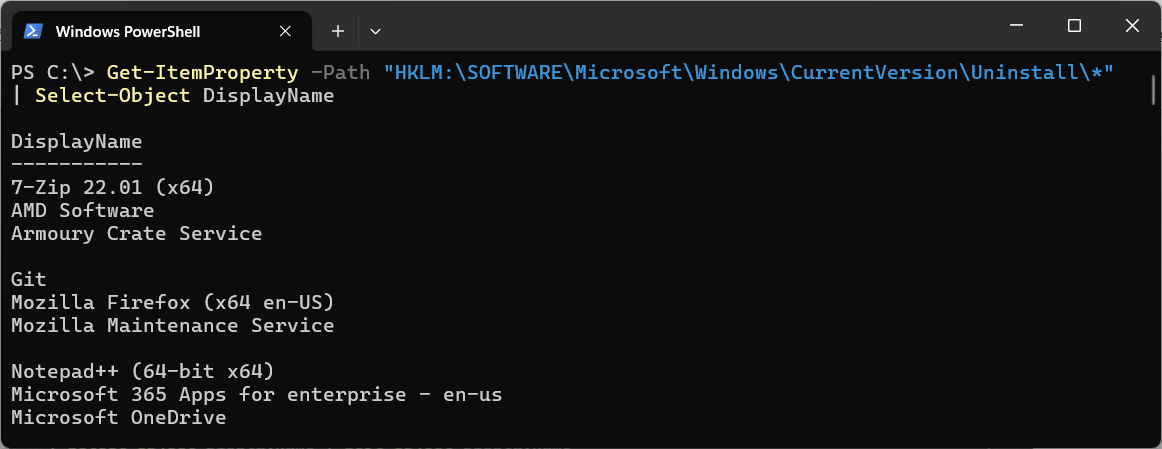 Windows PowerShell
PS C:\> Get-ItemProperty -Path "HKLM:\SOFTWARE\Microsoft\Windows\CurrentVersion\Uninstall\*"
| Select-Object DisplayName
DisplayName
-----------
7-Zip 22.01 (x64)
AMD Software
Armoury Crate Service
Git
Mozilla Firefox (x64 en-US)
Mozilla Maintenance Service
Notepad++ (64-bit x64)
Microsoft 365 Apps for enterprise - en-us
Microsoft OneDrive